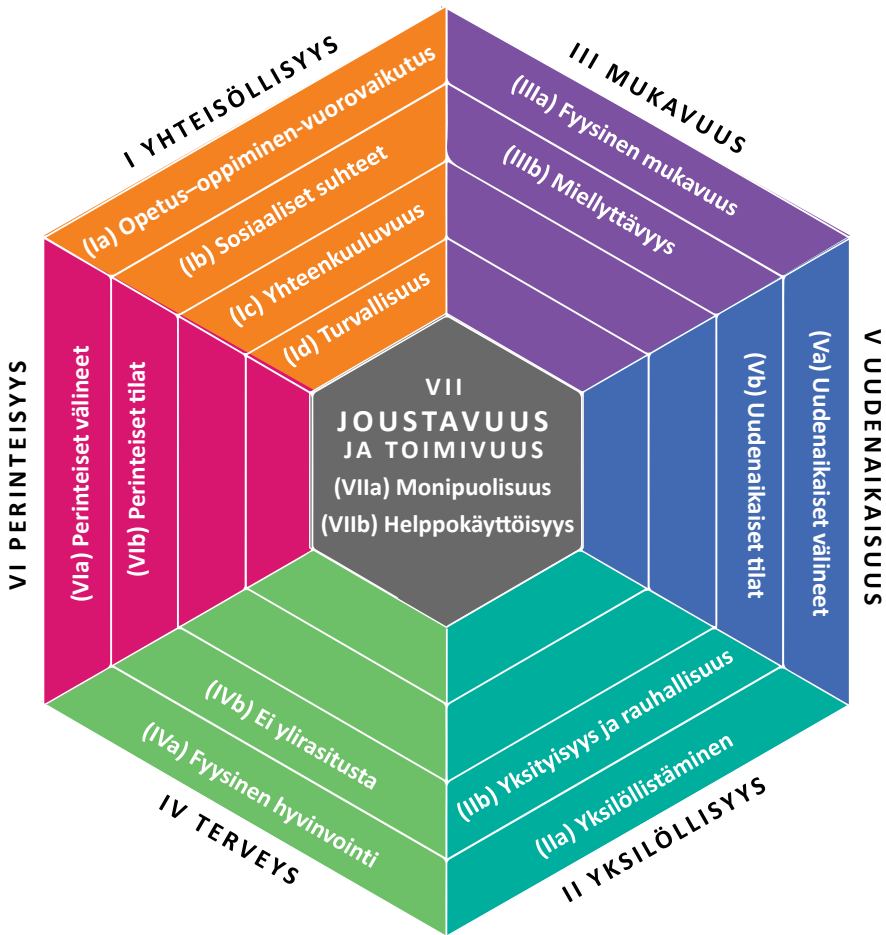 I YHTEISÖLLISYYS
(Ia) Opetus–oppiminen-vuorovaikutus
(Ib) Sosiaaliset suhteet
(Ic) Yhteenkuuluvuus
(Id) Turvallisuus
III MUKAVUUS
(IIIa) Fyysinen mukavuus
(IIIb) Miellyttävyys
V UUDENAIKAISUUS
(Va) Uudenaikaiset välineet
(Vb) Uudenaikaiset tilat
VI PERINTEISYYS
(VIa) Perinteiset välineet
(VIb) Perinteiset tilat
VII
JOUSTAVUUS
JA TOIMIVUUS
(VIIa) Monipuolisuus
(VIIb) Helppokäyttöisyys
(IVb) Ei ylirasitusta
(IVa) Fyysinen hyvinvointi
IV TERVEYS
(IIb) Yksityisyys ja rauhallisuus
(IIa) Yksilöllistäminen
II YKSILÖLLISYYS